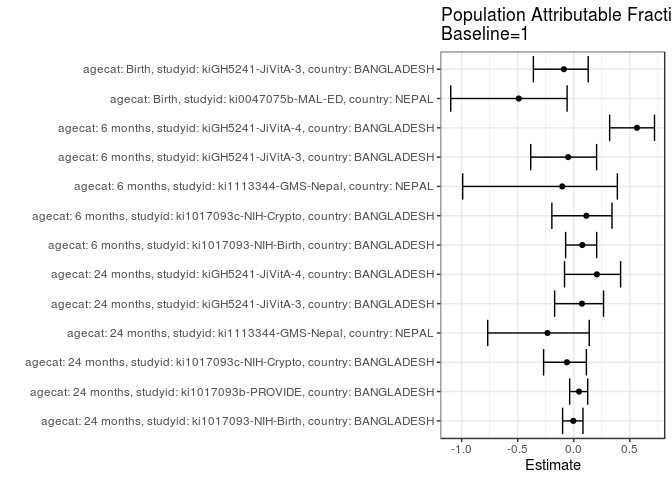 Population Attributable Fracti
Baseline=1
agecat: Birth, studyid: kiGH5241-JiVitA-3, country: BANGLADESH
agecat: Birth, studyid: ki0047075b-MAL-ED, country: NEPAL
agecat: 6 months, studyid: kiGH5241-JiVitA-4, country: BANGLADESH
agecat: 6 months, studyid: kiGH5241-JiVitA-3, country: BANGLADESH
agecat: 6 months, studyid: ki1113344-GMS-Nepal, country: NEPAL
agecat: 6 months, studyid: ki1017093c-NIH-Crypto, country: BANGLADESH
agecat: 6 months, studyid: ki1017093-NIH-Birth, country: BANGLADESH
agecat: 24 months, studyid: kiGH5241-JiVitA-4, country: BANGLADESH
agecat: 24 months, studyid: kiGH5241-JiVitA-3, country: BANGLADESH
agecat: 24 months, studyid: ki1113344-GMS-Nepal, country: NEPAL
agecat: 24 months, studyid: ki1017093c-NIH-Crypto, country: BANGLADESH
agecat: 24 months, studyid: ki1017093b-PROVIDE, country: BANGLADESH
agecat: 24 months, studyid: ki1017093-NIH-Birth, country: BANGLADESH
-1.0 -0.5 0.0 0.5
Estimate